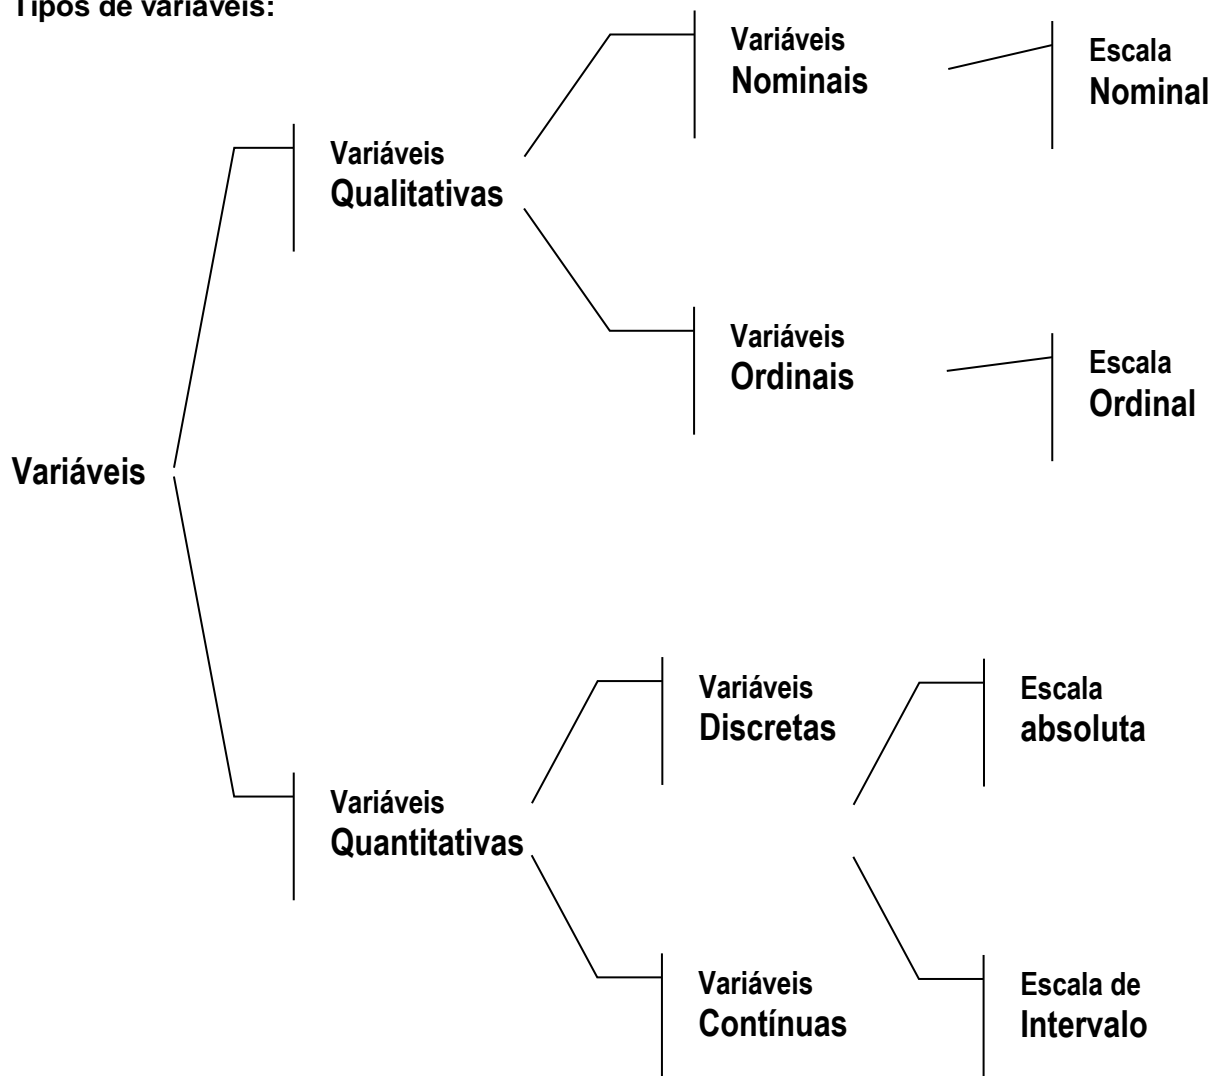 Tipos de variáveis:
Variáveis
Nominais
Escala
Nominal
Variáveis
Qualitativas
Variáveis
Ordinais
Escala
Ordinal
Variáveis
Variáveis
Discretas
Escala
absoluta
Variáveis
Quantitativas
Variáveis
Contínuas
Escala de
Intervalo